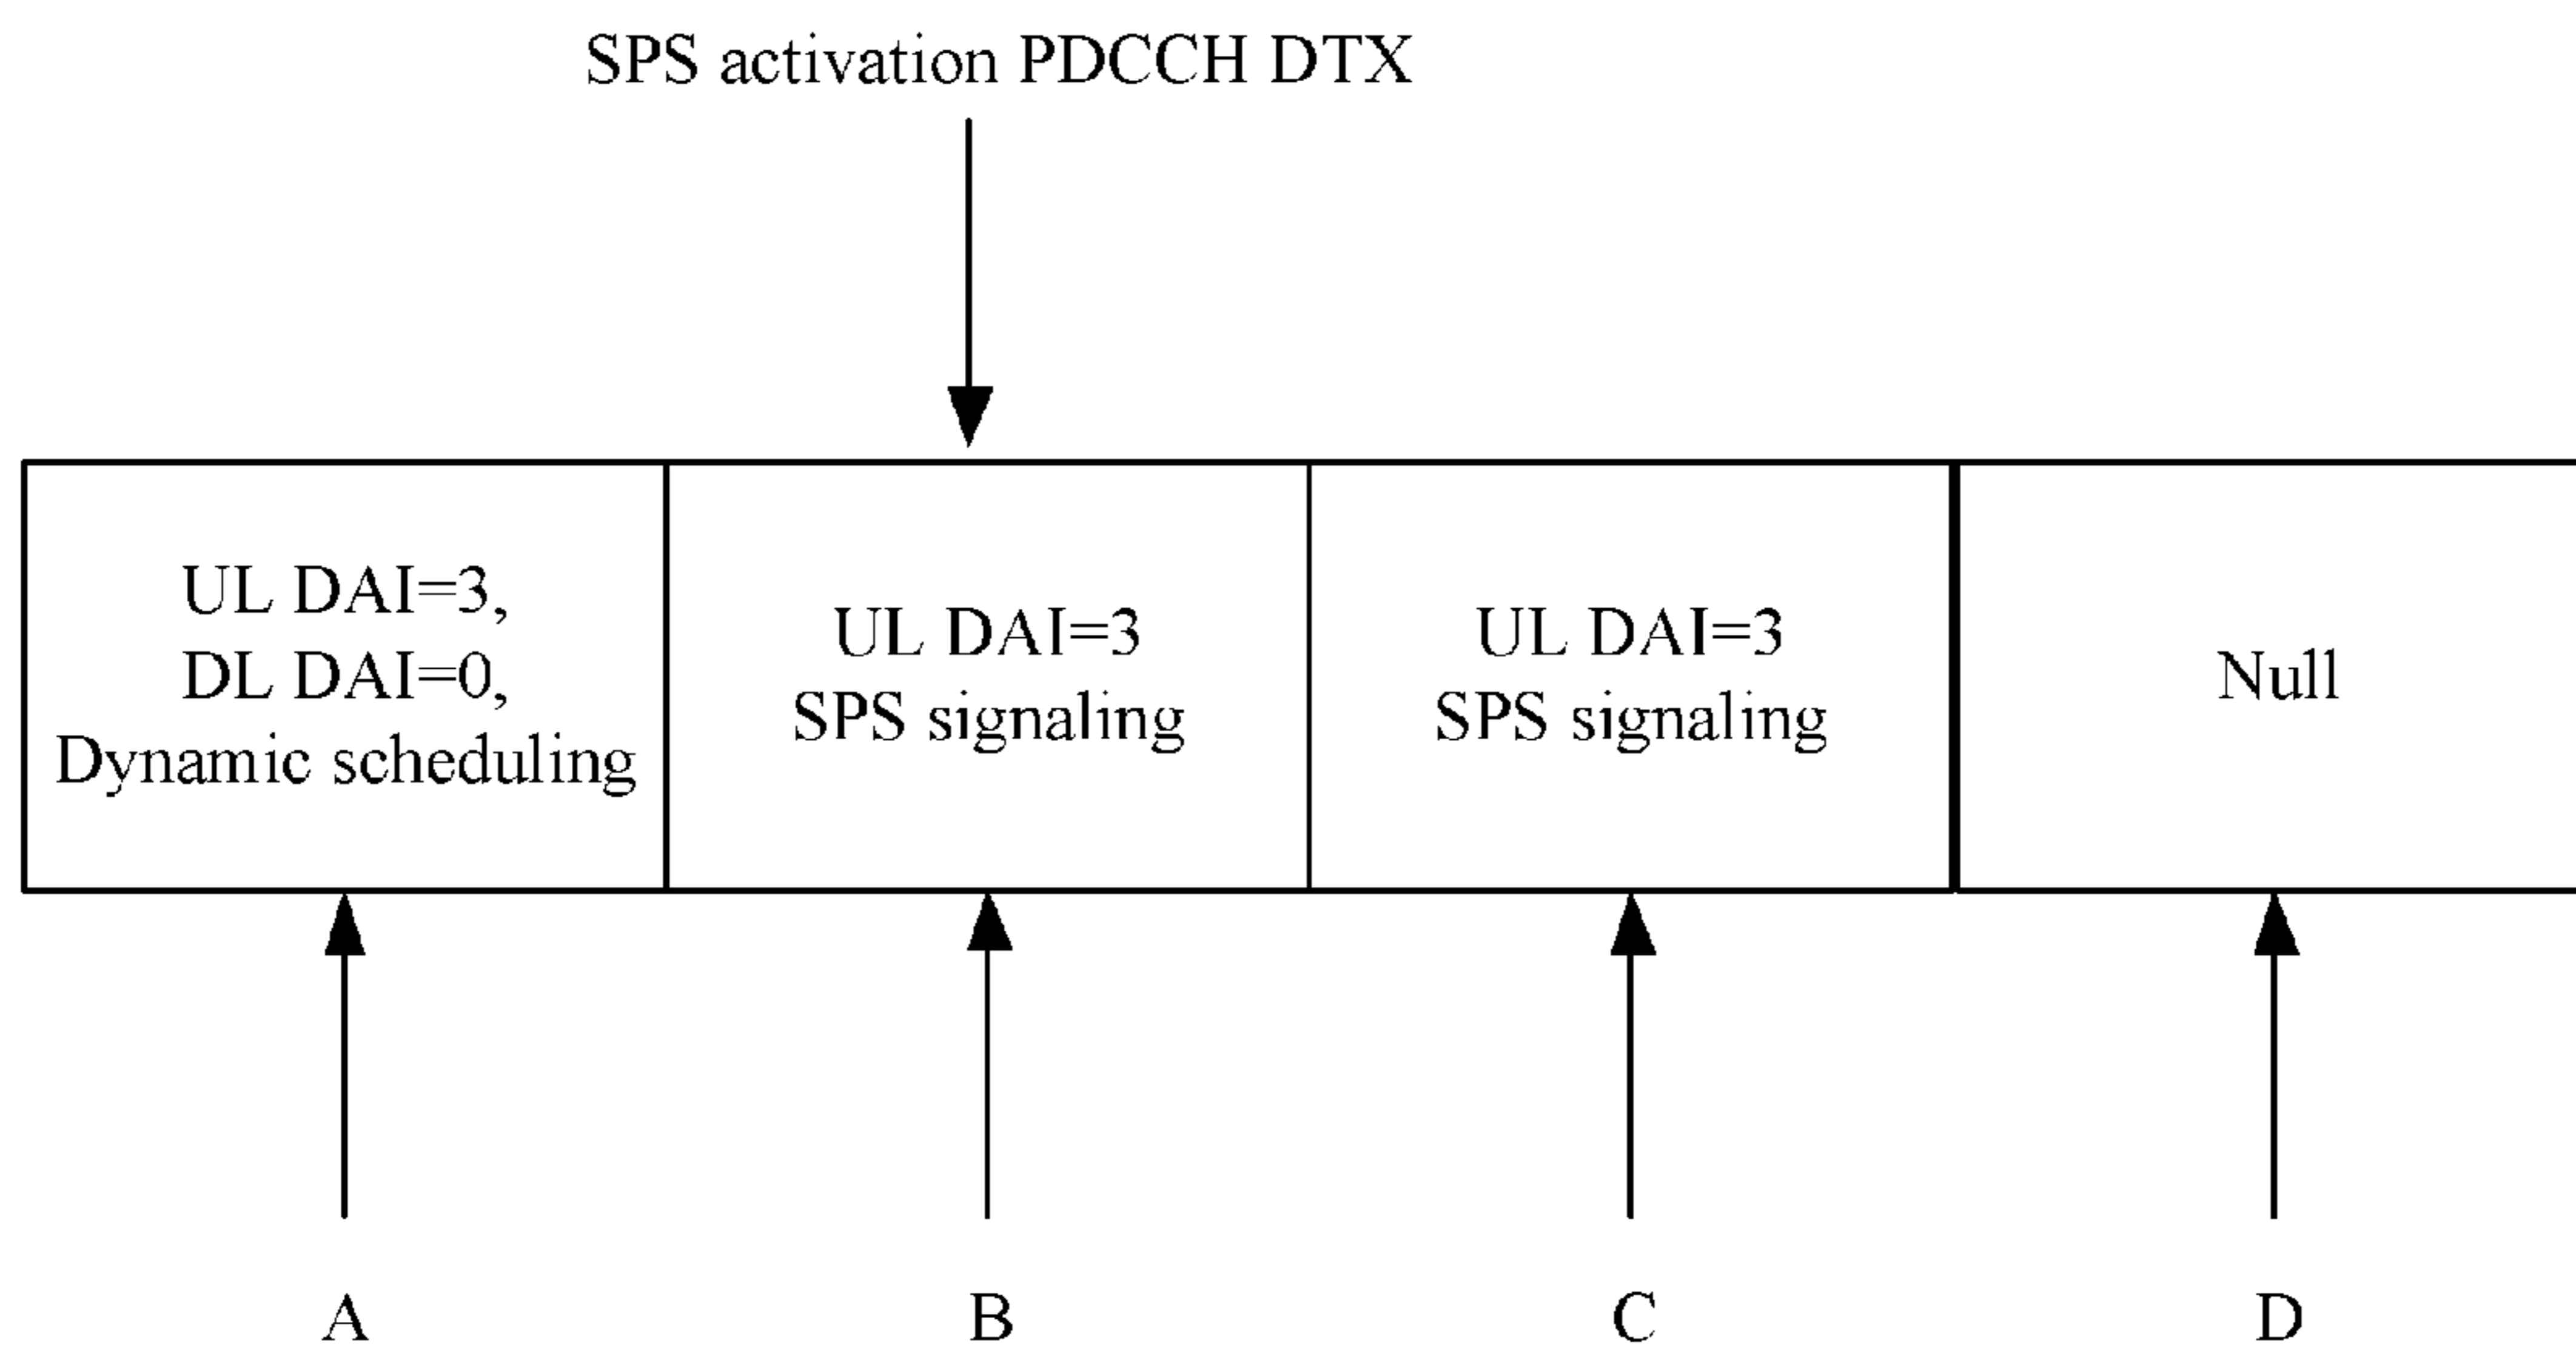 SPS activation PDCCH DTX
UL DAI=3,
DL DAI=0,
Dynamic scheduling
UL DAI=3
SPS signaling
UL DAI=3
SPS signaling
Null
A
B
C
D